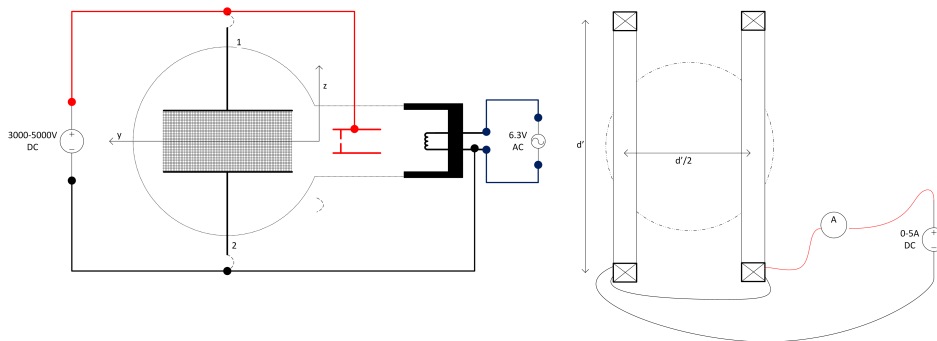 1
z
y
3000-5000V
DC
6.3V
AC
2
d'
d'/2
A
0-5A
DC